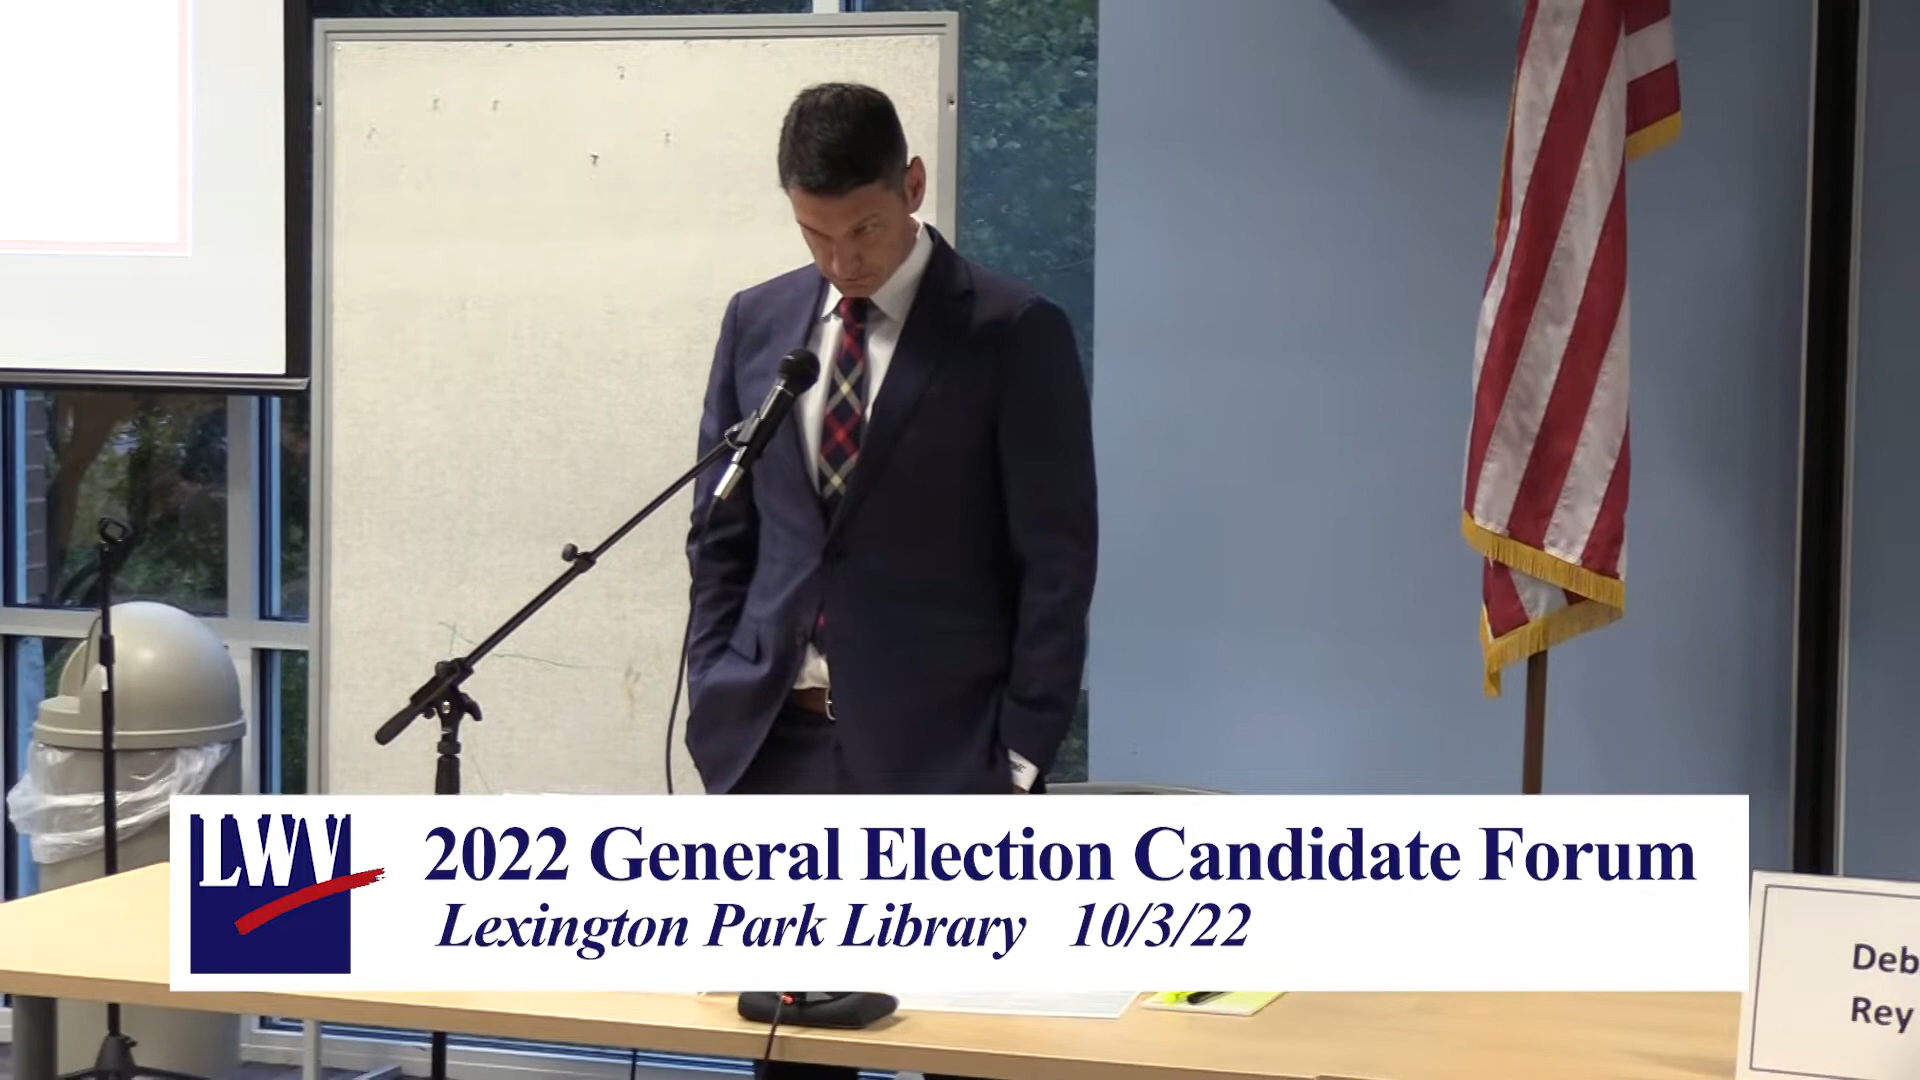 LWV
2022 General Election Candidate Forum
Lexington Park Library 10/3/22
Deb
Rey